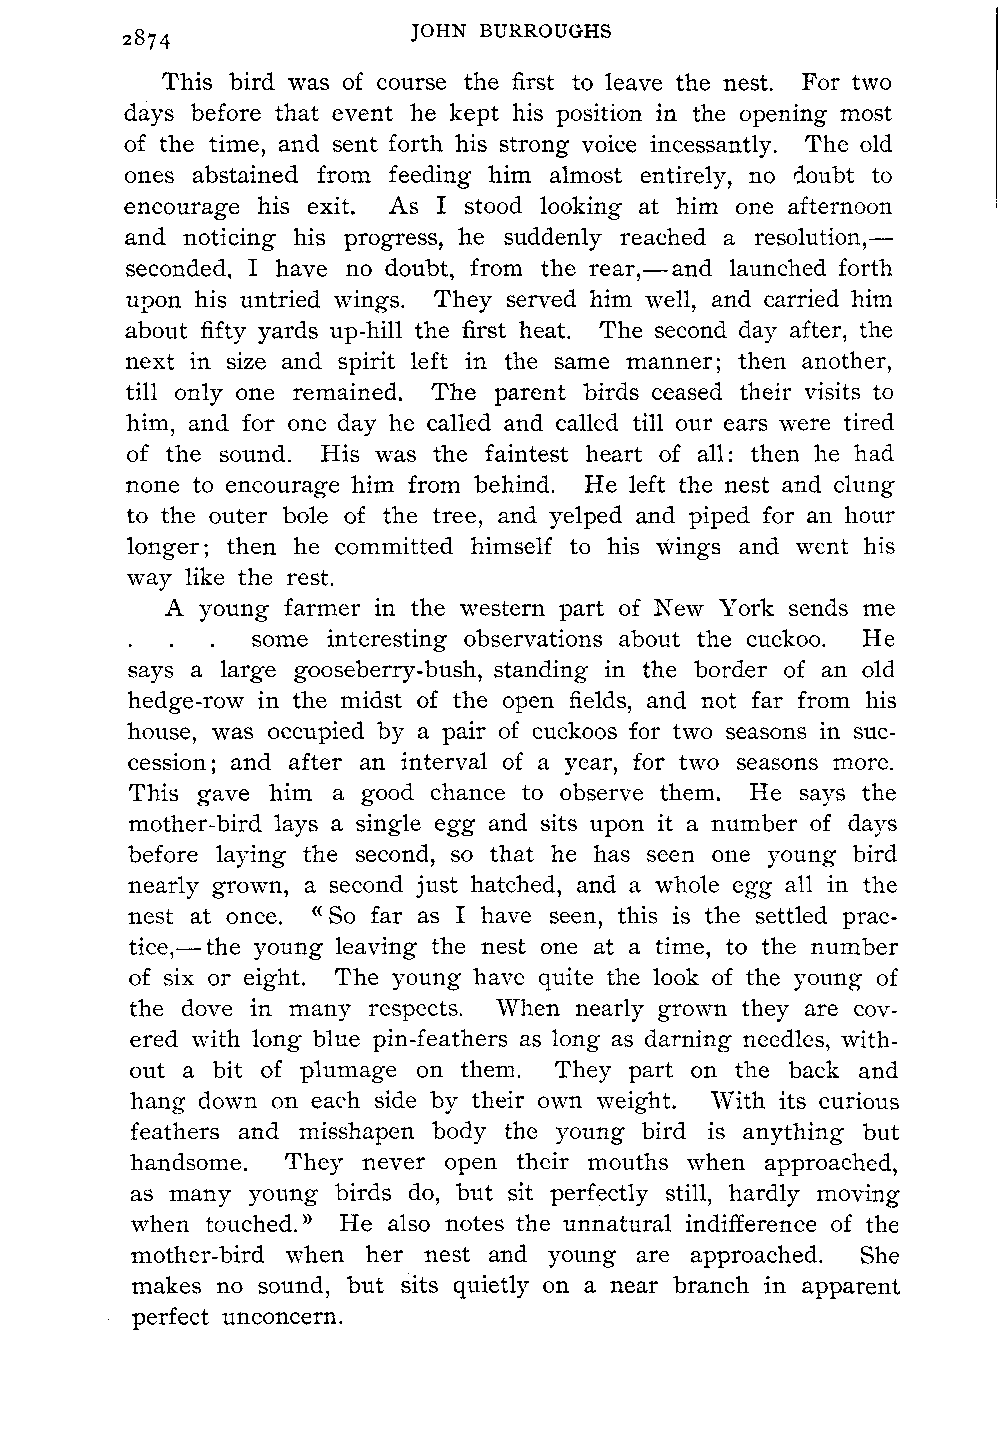 2874
JOHN BURROUGHS
This bird was of course the first to leave the nest. For two
days before that event he kept his position in the opening most
of the time, and sent forth his strong voice incessantly. The old
ones abstained from feeding him almost entirely, no doubt to
encourage his exit. As I stood looking at him one afternoon
and noticing his progress, he suddenly reached a resolution,—
seconded, I have no doubt, from the rear,—and launched forth
upon his untried wings. They served him well, and carried him
about fifty yards up-hill the first heat. The second day after, the
next in size and spirit left in the same manner; then another,
till only one remained. The parent birds ceased their visits to
him, and for one day he called and called till our ears were tired
of the sound. His was the faintest heart of all: then he had
none to encourage him from behind. He left the nest and clung
to the outer bole of the tree, and yelped and piped for an hour
longer; then he committed himself to his wings and went his
way like the rest.
A young farmer in the western part of New York sends me
. . . some interesting observations about the cuckoo. He
says a large gooseberry-bush, standing in the border of an old
hedge-row in the midst of the open fields, and not far from his
house, was occupied by a pair of cuckoos for two seasons in suc-
cession; and after an interval of a year, for two seasons more.
This gave him a good chance to observe them. He says the
mother-bird lays a single egg and sits upon it a number of days
before laying the second, so that he has seen one young bird
nearly grown, a second just hatched, and a whole egg all in the
nest at once. «So far as I have seen, this is the settled prac-
tice,—the young leaving the nest one at a time, to the number
of six or eight. The young have quite the look of the young of
the dove in many respects. When nearly grown they are cov-
ered with long blue pin-feathers as long as darning needles, with-
out a bit of plumage on them. They part on the back and
hang down on each side by their own weight. With its curious
feathers and misshapen body the young bird is anything but
handsome. They never open their mouths when approached,
as many young birds do, but sit perfectly still, hardly moving
when touched.» He also notes the unnatural indifference of the
mother-bird when her nest and young are approached. She
makes no sound, but sits quietly on a near branch in apparent
perfect unconcern.